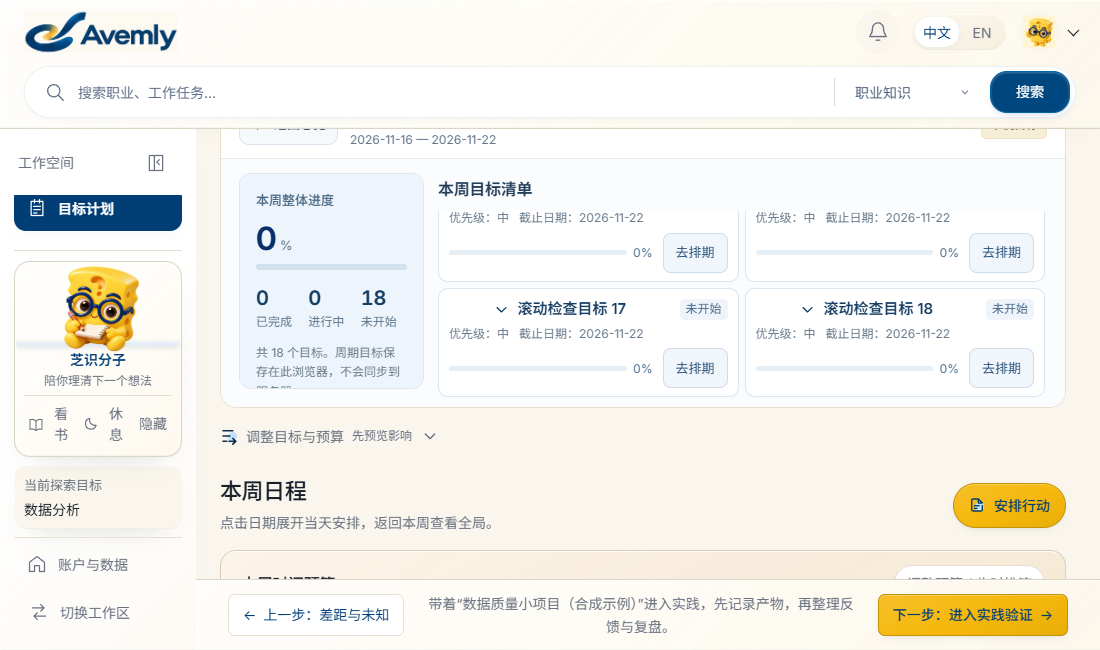 Avemly
中文
EN
搜索职业、工作任务...
职业知识
搜索
工作空间
目标计划
芝识分子
陪你理清下一个想法
看书
休息
隐藏
当前探索目标
数据分析
账户与数据
切换工作区
2026-11-16 — 2026-11-22
本周整体进度
0 %
0
0
18
已完成
进行中
未开始
共 18 个目标。周期目标保
存在此浏览器，不会同步到
本周目标清单
优先级：中 截止日期：2026-11-22
0%
去排期
优先级：中 截止日期：2026-11-22
0%
去排期
滚动检查目标 17
未开始
优先级：中 截止日期：2026-11-22
0%
去排期
滚动检查目标 18
未开始
优先级：中 截止日期：2026-11-22
0%
去排期
调整目标与预算 先预览影响
本周日程
点击日期展开当天安排，返回本周查看全局。
安排行动
← 上一步：差距与未知
带着“数据质量小项目（合成示例）”进入实践，先记录产物，再整理反
馈与复盘。
下一步：进入实践验证 →